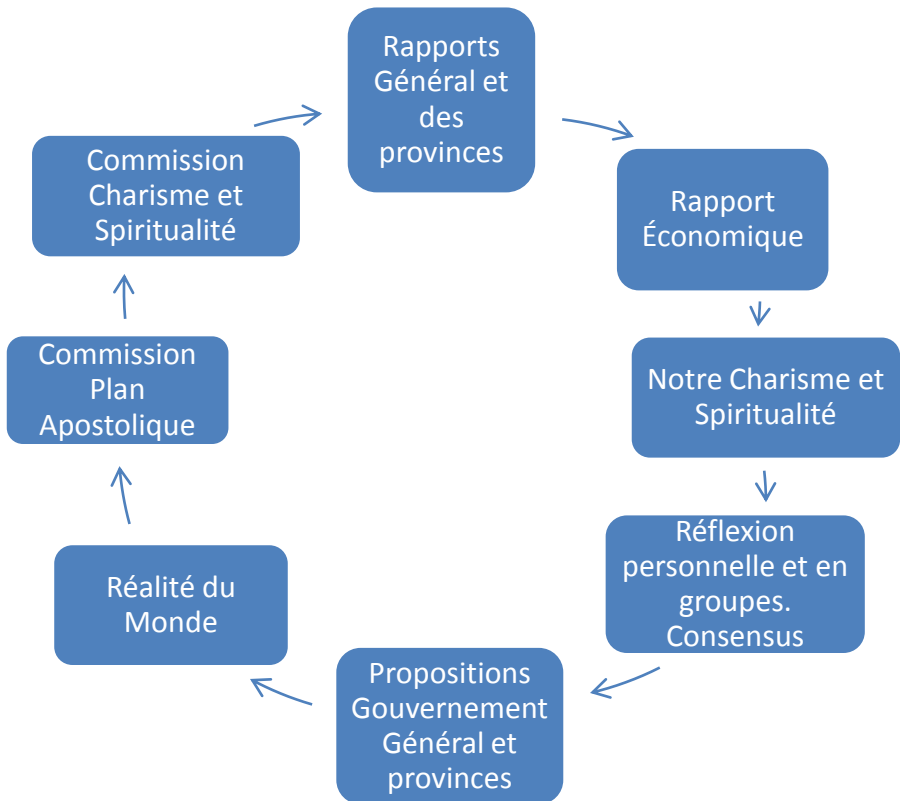 Rapports
Général et
des
provinces
Rapport
Économique
Notre Charisme et
Spiritualité
Réflexion
personnelle et en
groupes.
Consensus
Propositions
Gouvernement
Général et
provinces
Réalité du
Monde
Commission
Plan
Apostolique
Commission
Charisme et
Spiritualité